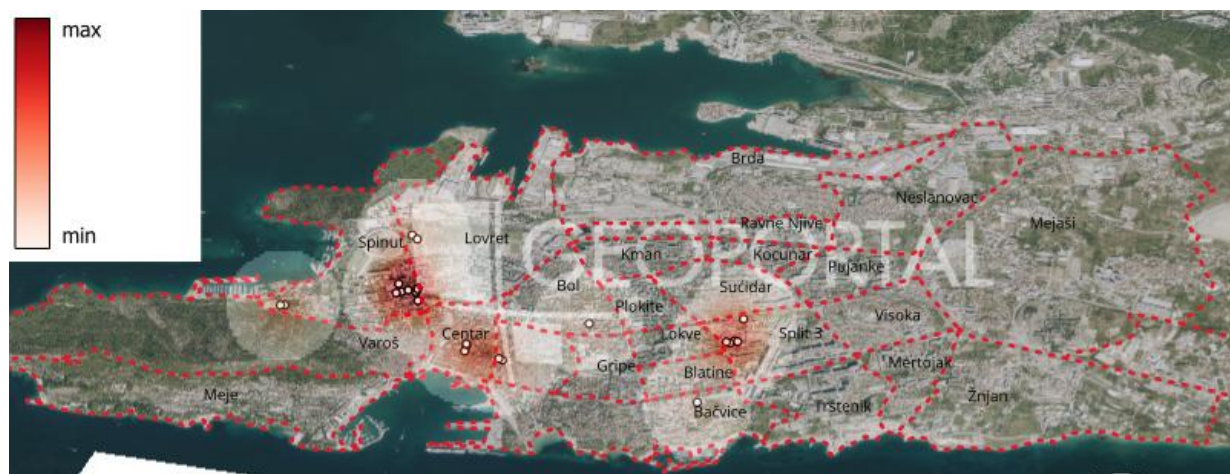 max
min
Brda
Neslanovac
Mejaši
Ravne Njive
Spinut
Lovret
GEOPORTAL
Kman
Kocunar
Pujanke
Bol
Sućidar
Plokite
Visoka
Varoš
Centar
Lokve
Split 3
Gripe
Blatine
Mertojak
Meje
Žnjan
Bačvice
Trstenik